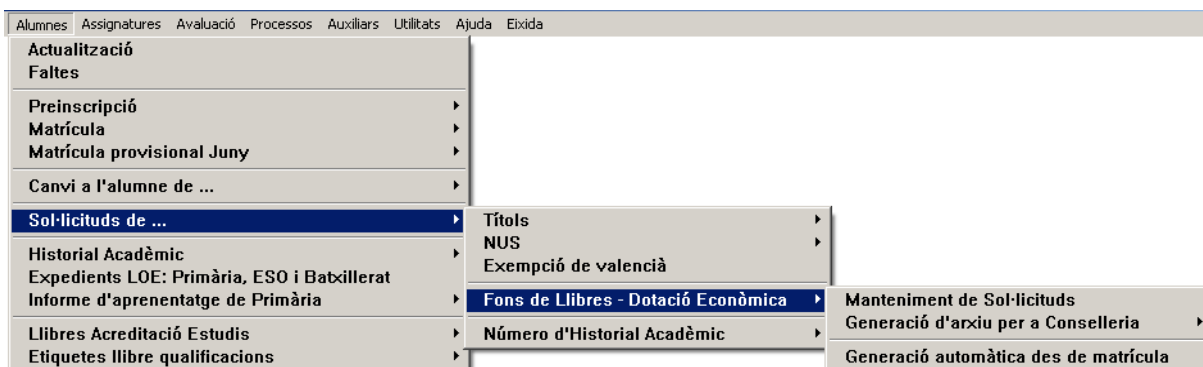 Alumnes Assignatures Avaluació Processos Auxiliars Utilitats Ajuda Eixida
Actualització
Faltes
Preinscripció
Matrícula
Matrícula provisional Juny
Canvi a l'alumne de ...
Sol·licituds de ...
Historial Acadèmic
Expedients LOE: Primària, ESO i Batxillerat
Informe d'aprenentatge de Primària
Llibres Acreditació Estudis
Etiquetes llibre qualificacions
Títols
NUS
Exempció de valencià
Fons de Llibres - Dotació Econòmica
Número d'Historial Acadèmic
Manteniment de Sol·licituds
Generació d'arxiu per a Conselleria
Generació automàtica des de matrícula